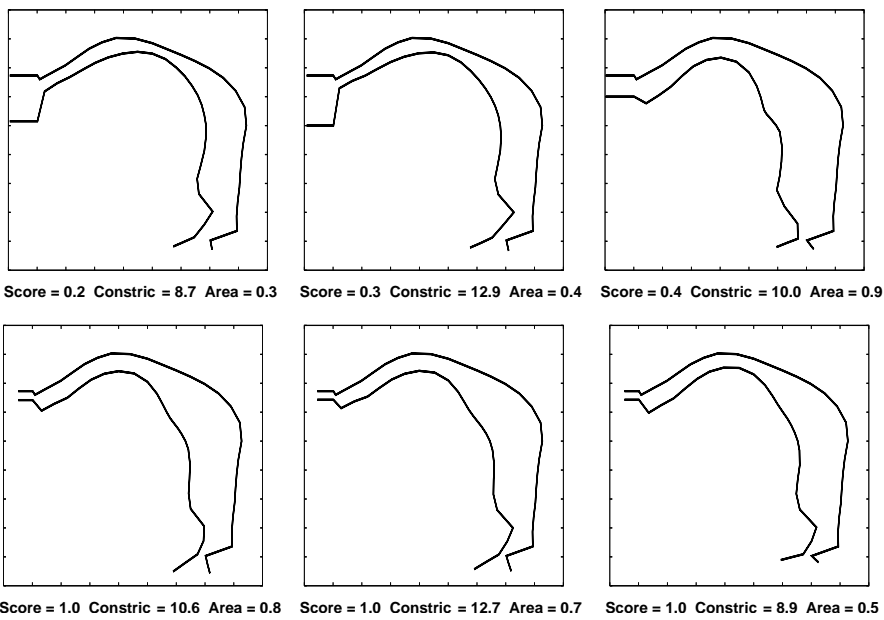 Score = 0.2 Constric = 8.7 Area = 0.3
Score = 0.3 Constric = 12.9 Area = 0.4
Score = 0.4 Constric = 10.0 Area = 0.9
Score = 1.0 Constric = 10.6 Area = 0.8
Score = 1.0 Constric = 12.7 Area = 0.7
Score = 1.0 Constric = 8.9 Area = 0.5